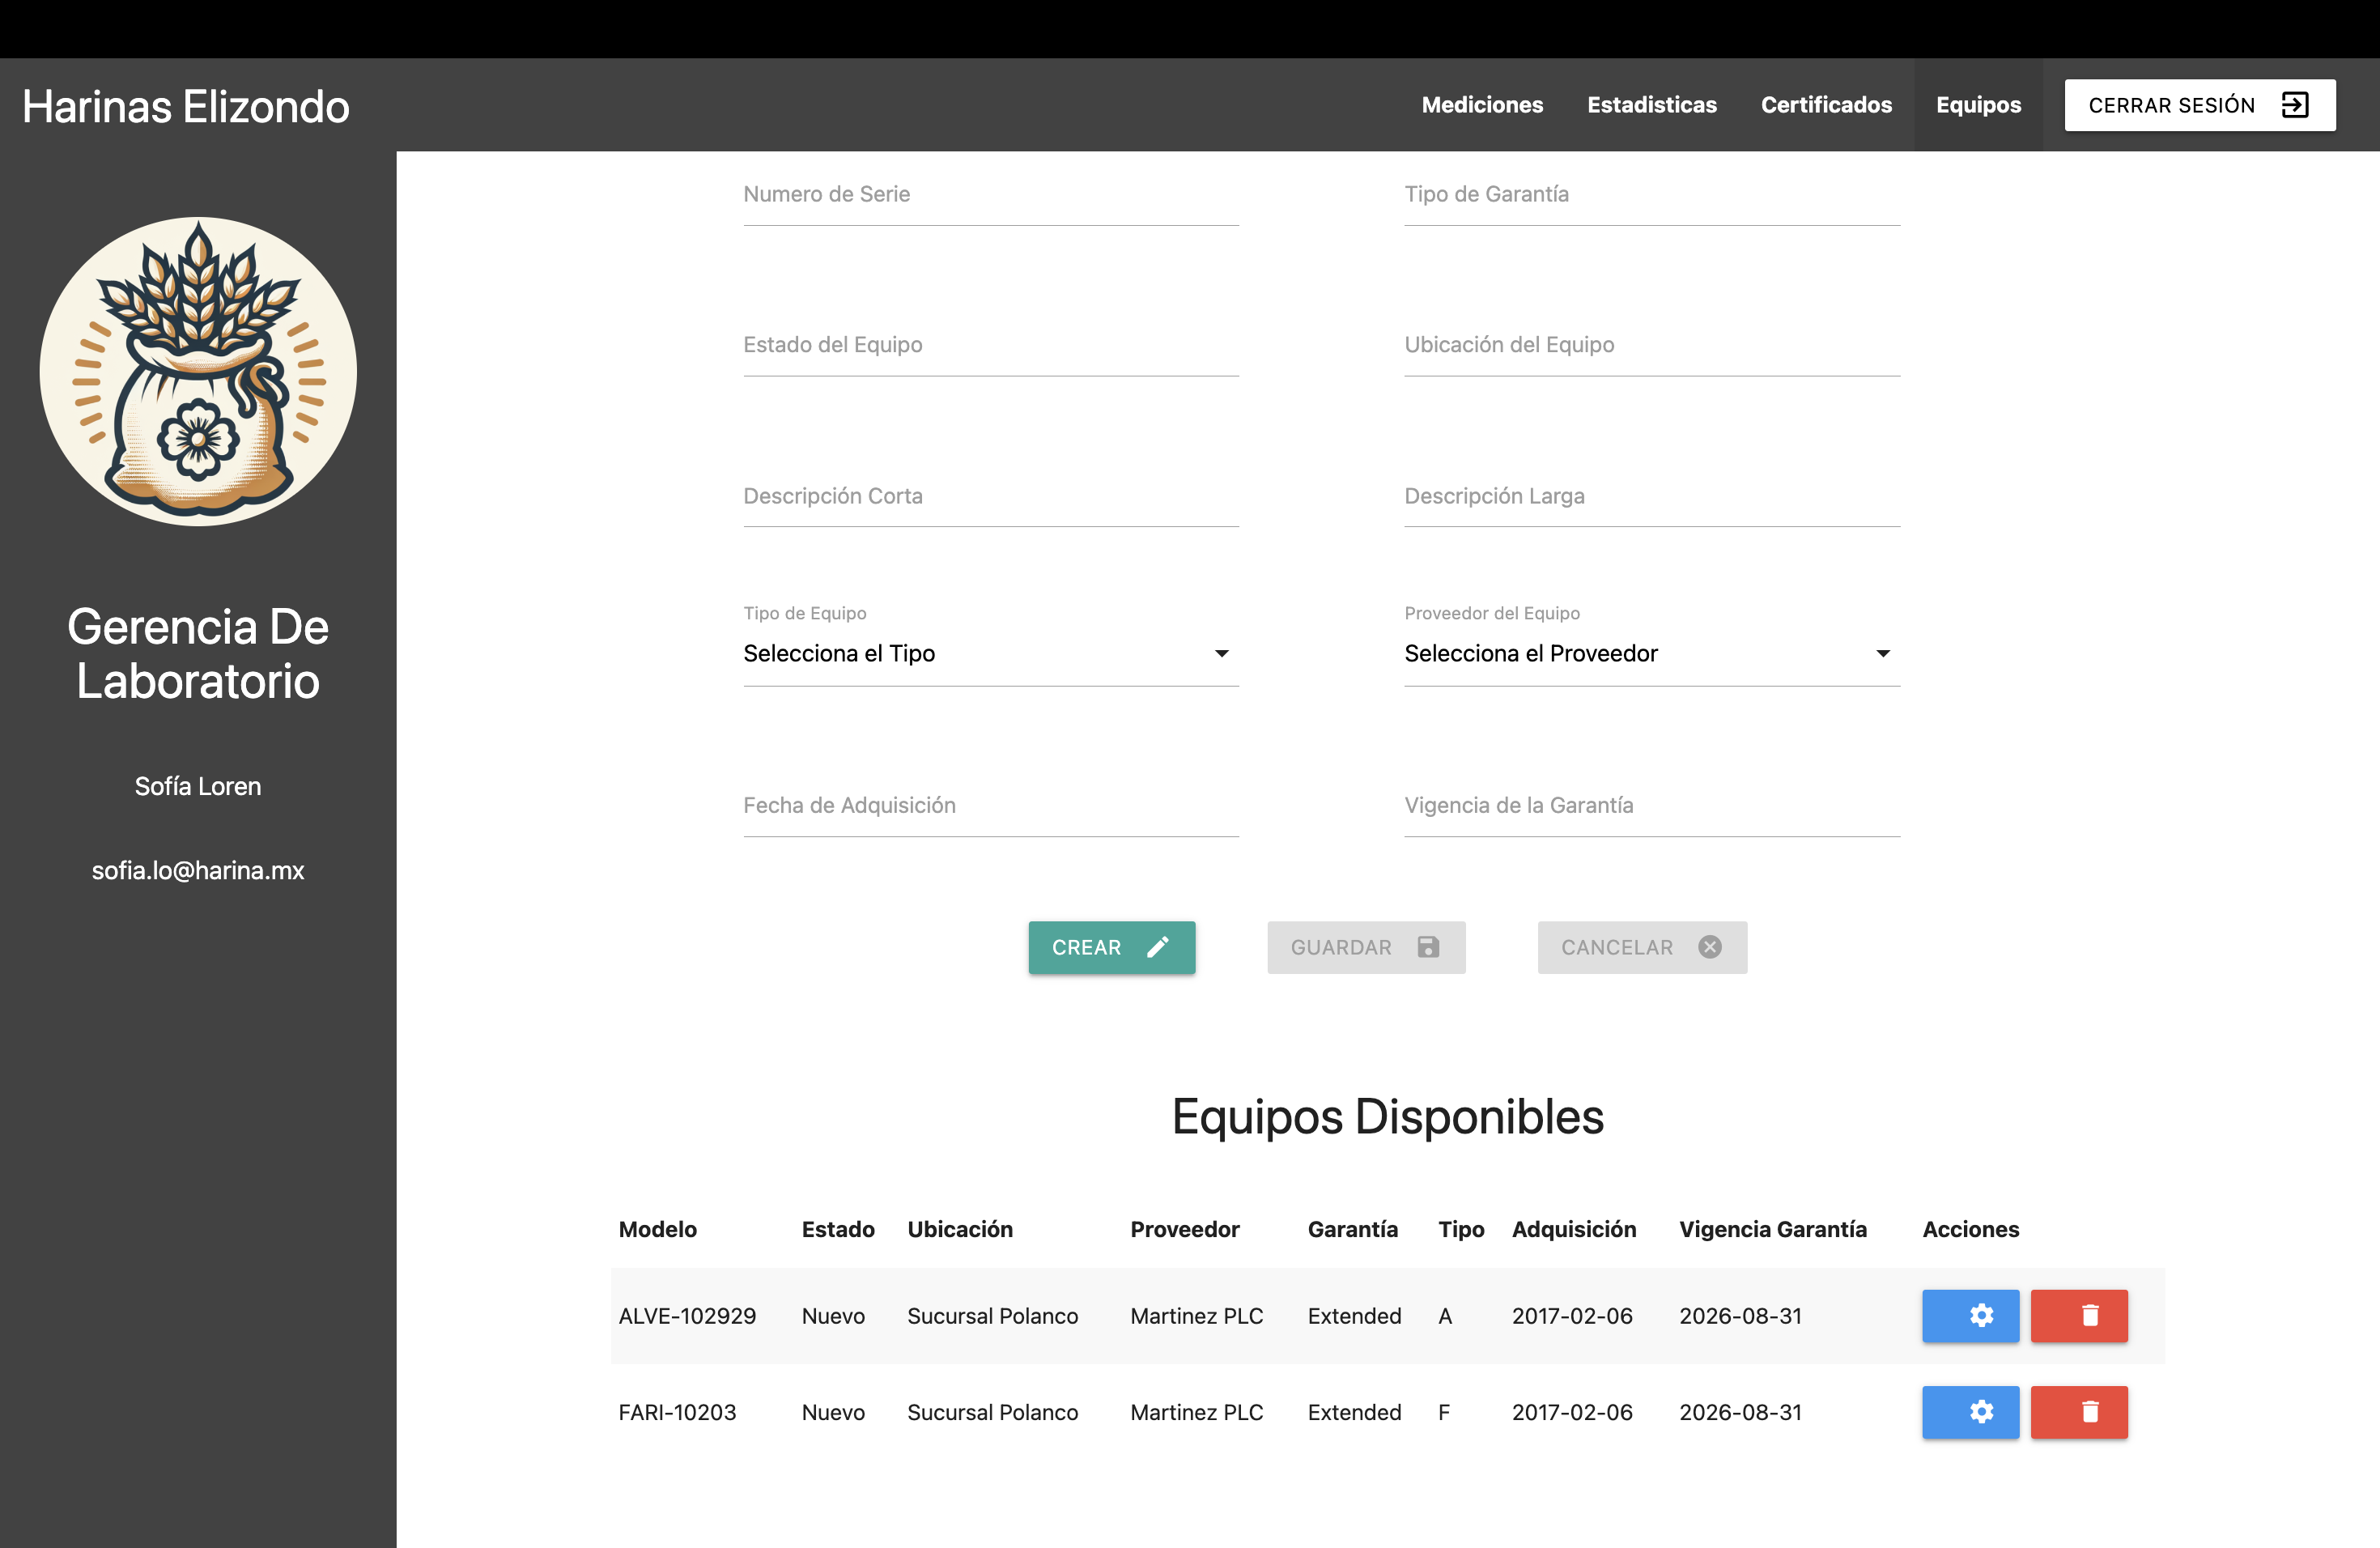 Harinas Elizondo
Mediciones Estadisticas Certificados Equipos CERRAR SESIÓN
Gerencia De
Laboratorio
Sofía Loren
sofia.lo@harina.mx
Numero de Serie Tipo de Garantía
Estado del Equipo Ubicación del Equipo
Descripción Corta Descripción Larga
Tipo de Equipo Proveedor del Equipo
Selecciona el Tipo Selecciona el Proveedor
Fecha de Adquisición Vigencia de la Garantía
CREAR GUARDAR CANCELAR
Equipos Disponibles
Modelo Estado Ubicación Proveedor Garantía Tipo Adquisición Vigencia Garantía Acciones
ALVE-102929 Nuevo Sucursal Polanco Martinez PLC Extended A 2017-02-06 2026-08-31
FARI-10203 Nuevo Sucursal Polanco Martinez PLC Extended F 2017-02-06 2026-08-31